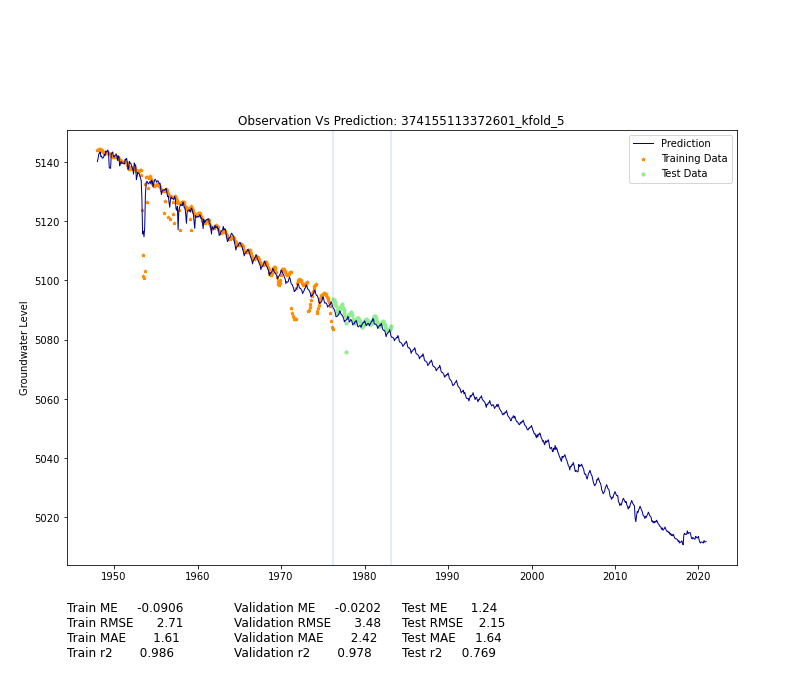 Observation Vs Prediction: 374155113372601_kfold_5
Prediction
Training Data
Test Data
Groundwater Level
5140
5120
5100
5080
5060
5040
5020
1950 1960 1970 1980 1990 2000 2010 2020
Train ME -0.0906 Validation ME -0.0202 Test ME 1.24
Train RMSE 2.71 Validation RMSE 3.48 Test RMSE 2.15
Train MAE 1.61 Validation MAE 2.42 Test MAE 1.64
Train r2 0.986 Validation r2 0.978 Test r2 0.769